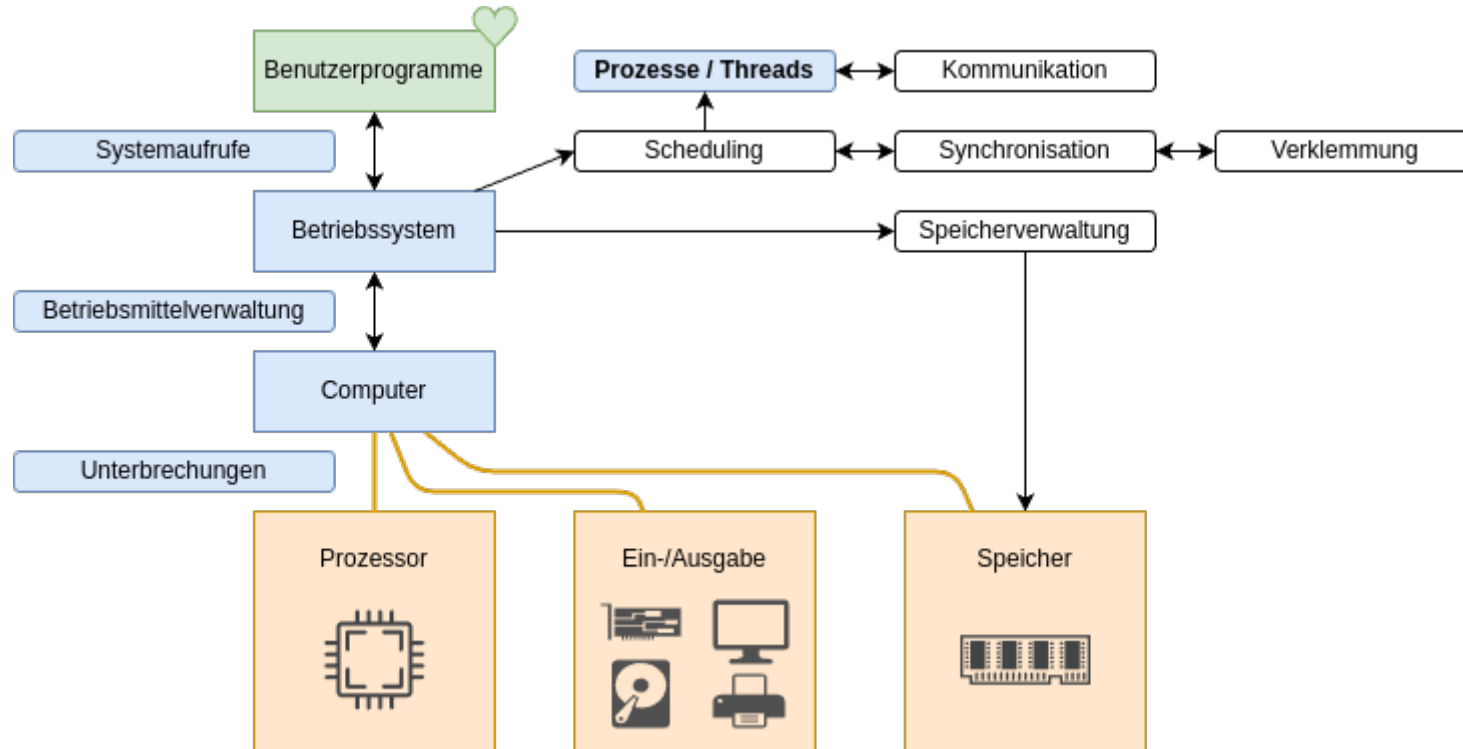 Benutzerprogramme
Prozesse / Threads
Kommunikation
Systemaufrufe
Scheduling
Synchronisation
Verklemmung
Betriebssystem
Speicherverwaltung
Betriebsmittelverwaltung
Computer
Unterbrechungen
Prozessor
Ein-/Ausgabe
Speicher